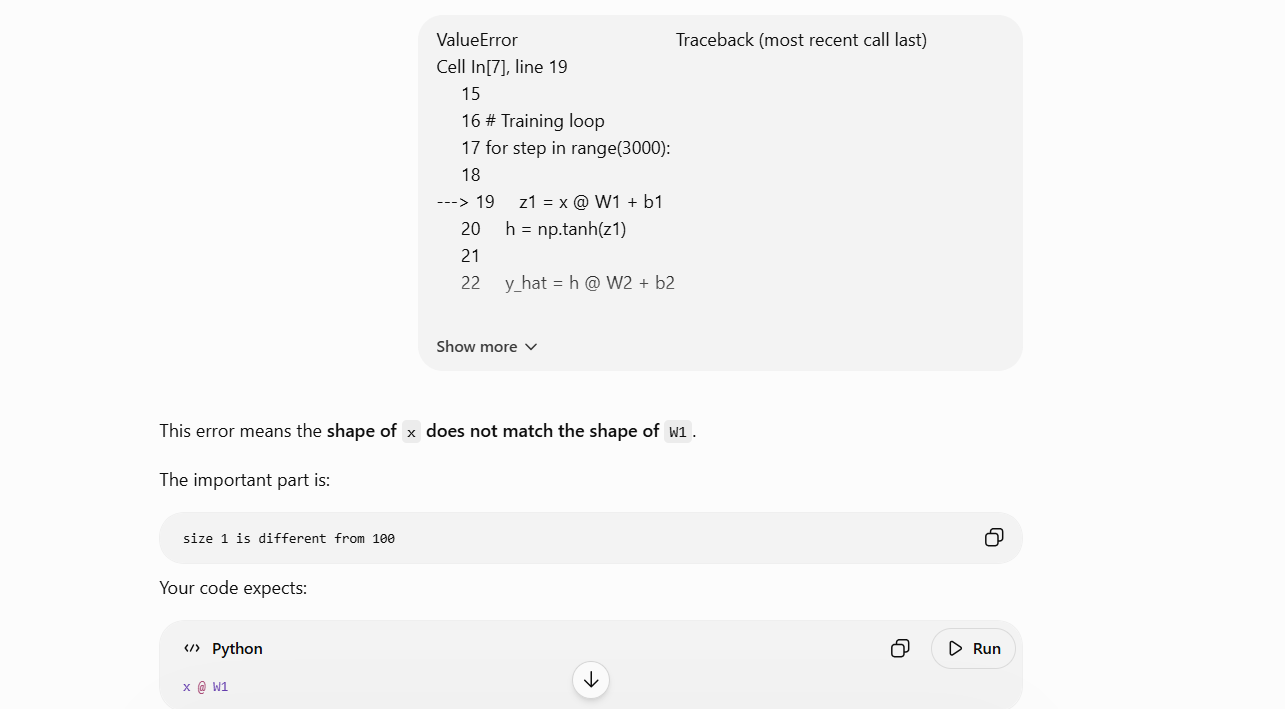 ValueError                                Traceback (most recent call last)
Cell In[7], line 19
     15
     16 # Training loop
     17 for step in range(3000):
     18
---> 19     z1 = x @ W1 + b1
     20     h = np.tanh(z1)
     21
     22     y_hat = h @ W2 + b2
Show more
This error means the shape of x does not match the shape of W1.
The important part is:
size 1 is different from 100
Your code expects:
Python
Run
x @ W1